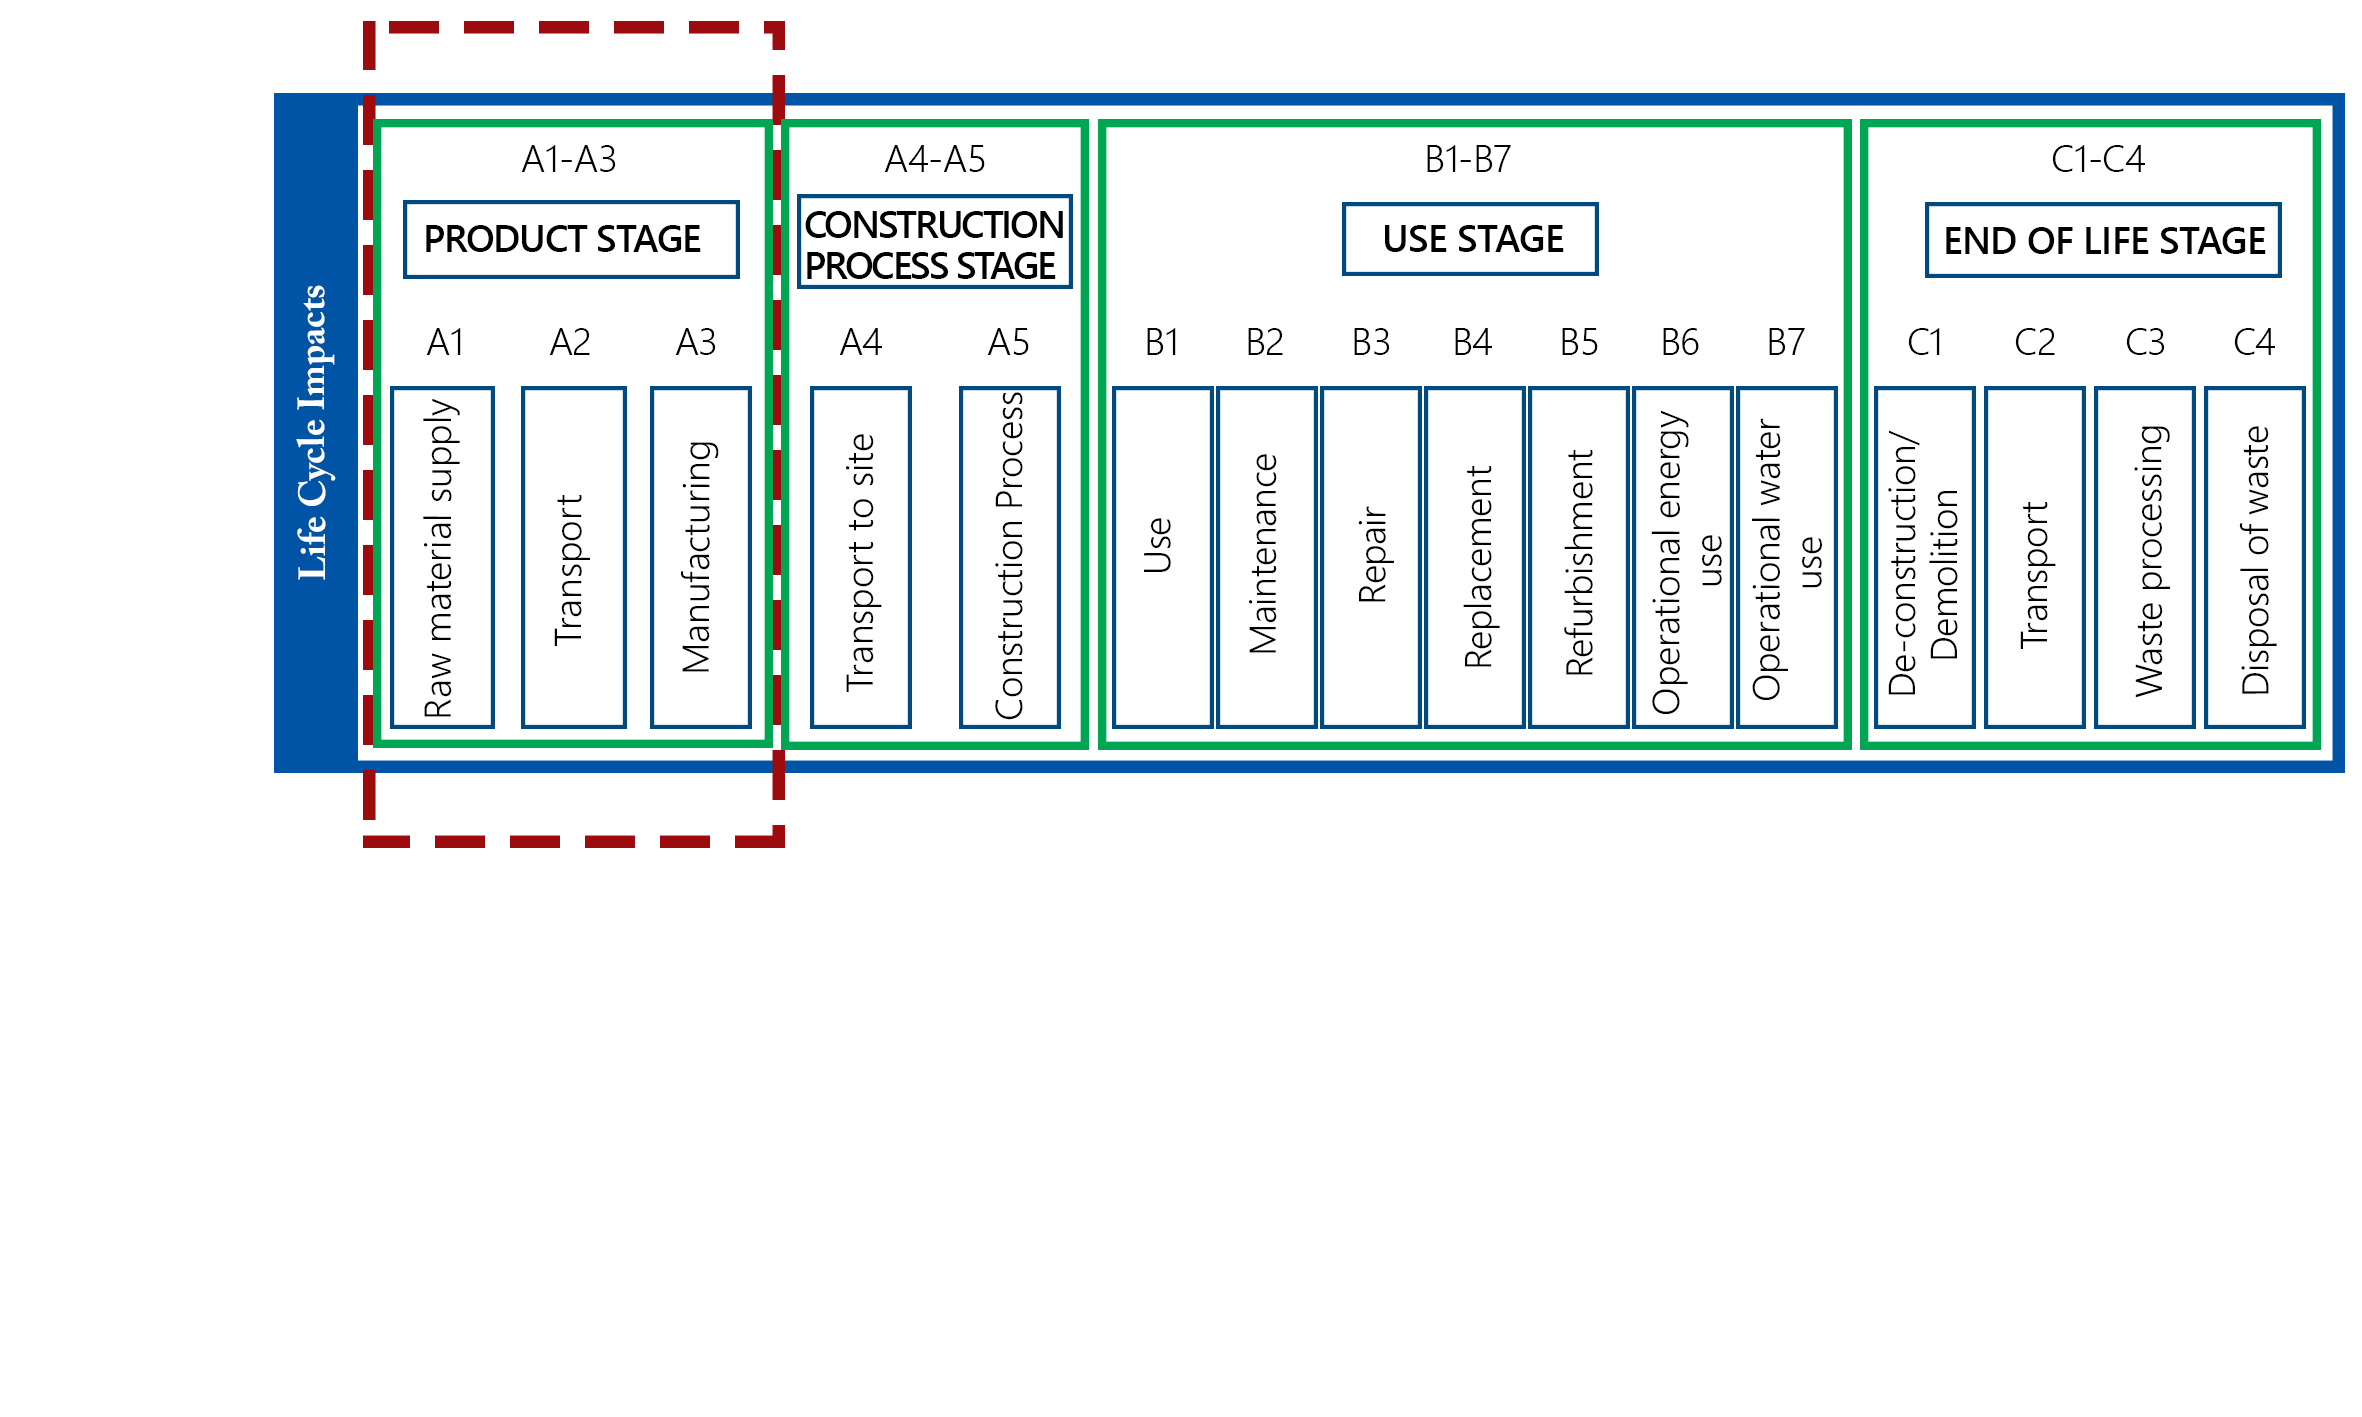 Life Cycle Impacts
A1-A3
PRODUCT STAGE
A1
A2
A3
Raw material supply
Transport
Manufacturing
A4-A5
CONSTRUCTION
PROCESS STAGE
A4
A5
Transport to site
Construction Process
B1-B7
USE STAGE
B1
B2
B3
B4
B5
B6
B7
Use
Maintenance
Repair
Replacement
Refurbishment
Operational energy
use
Operational water
use
C1-C4
END OF LIFE STAGE
C1
C2
C3
C4
De-construction/
Demolition
Transport
Waste processing
Disposal of waste